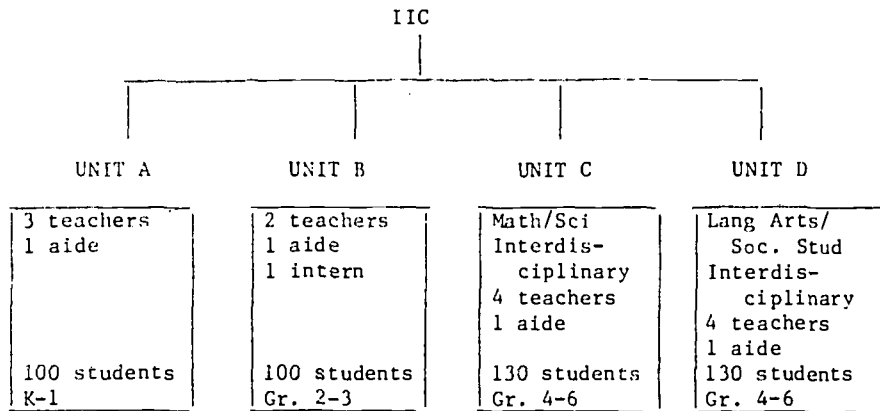 IIC
UNIT A
UNIT B
UNIT C
UNIT D
3 teachers
1 aide
100 students
K-1
2 teachers
1 aide
1 intern
100 students
Gr. 2-3
Math/Sci
Interdis-
ciplinary
4 teachers
1 aide
130 students
Gr. 4-6
Lang Arts/
Soc. Stud
Interdis-
ciplinary
4 teachers
1 aide
130 students
Gr. 4-6